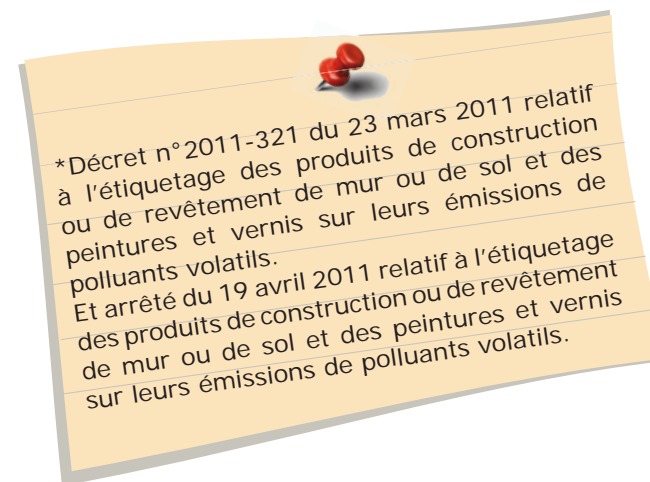 *Décret n°2011-321 du 23 mars 2011 relatif
à l'étiquetage des produits de construction
ou de revêtement de mur ou de sol et des
peintures et vernis sur leurs émissions de
polluants volatils.
Et arrêté du 19 avril 2011 relatif à l'étiquetage
des produits de construction ou de revêtement
de mur ou de sol et des peintures et vernis
sur leurs émissions de polluants volatils.